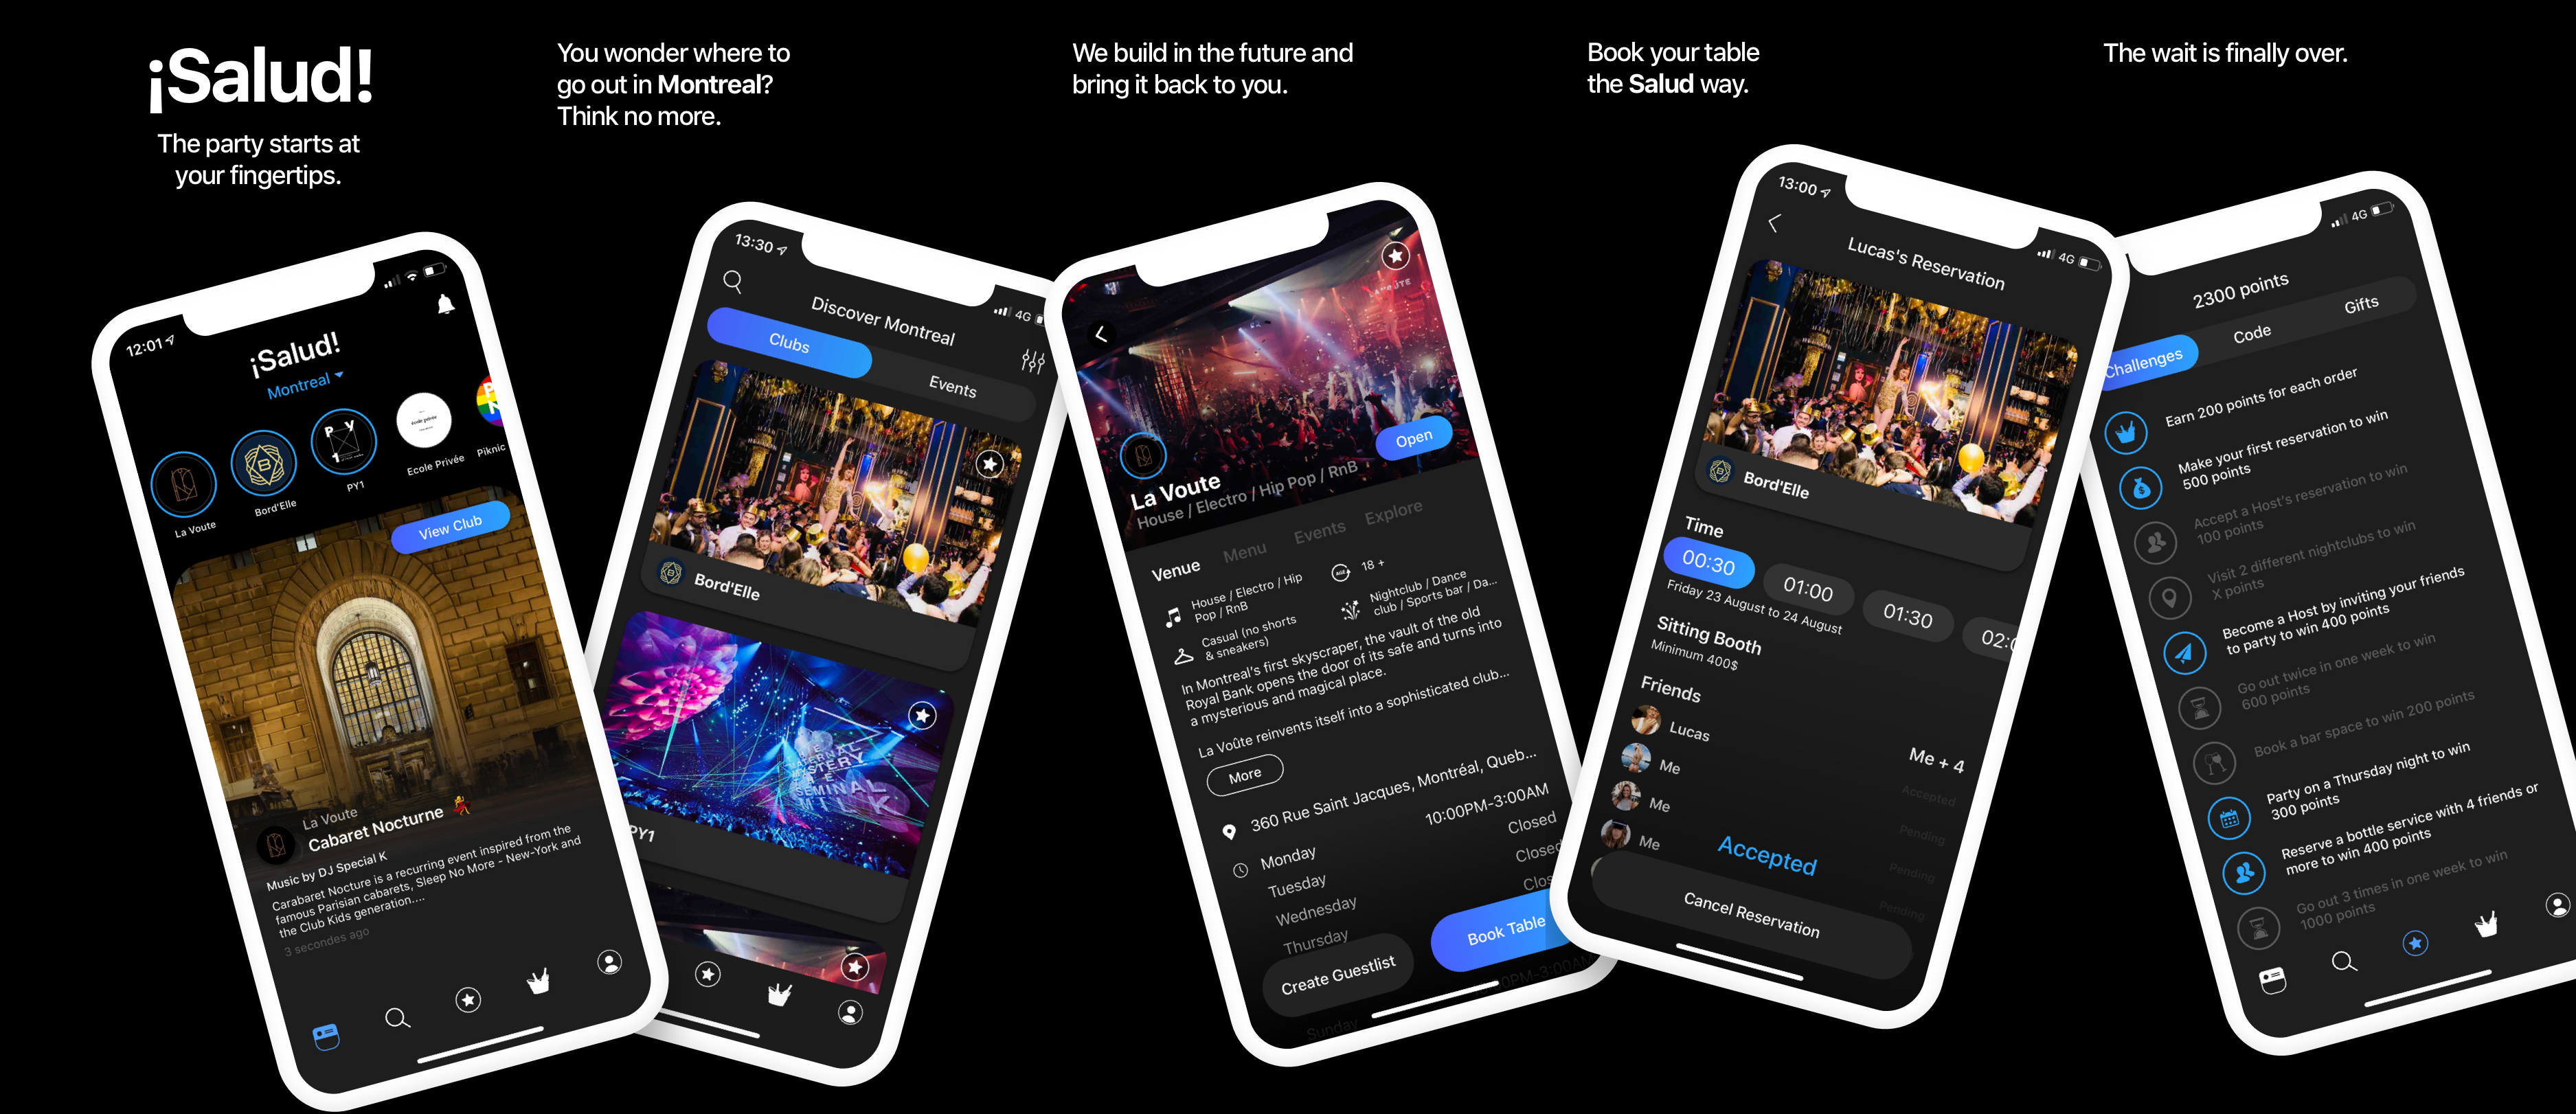 ¡Salud!
The party starts at
your fingertips.
12:01
¡Salud!
Montreal
La Voute
Bord'Elle
PY1
Ecole Privée
Piknic
View Club
La Voute
Cabaret Nocturne
Music by DJ Special K
Carabaret Nocture is a recurring event inspired from the
famous Parisian cabarets, Sleep No More - New-York and
the Club Kids generation....
3 secondes ago
You wonder where to
go out in Montreal?
Think no more.
13:30
4G
Discover Montreal
Clubs
Events
Bord'Elle
PY1
We build in the future and
bring it back to you.
Open
La Voute
House / Electro / Hip Pop / RnB
Venue
Menu
Events
Explore
House / Electro / Hip
Pop / RnB
18 +
Casual (no shorts
& sneakers)
Nightclub / Dance
club / Sports bar / Da...
In Montreal's first skyscraper, the vault of the old
Royal Bank opens the door of its safe and turns into
a mysterious and magical place.
La Voûte reinvents itself into a sophisticated club...
More
360 Rue Saint Jacques, Montréal, Queb...
Monday
10:00PM-3:00AM
Tuesday
Closed
Wednesday
Closed
Thursday
Clos
Create Guestlist
Book Table
0PM-3:00AM
Sunday
Book your table
the Salud way.
13:00
4G
Lucas's Reservation
Bord'Elle
Time
00:30
01:00
01:30
02:0
Friday 23 August to 24 August
Sitting Booth
Minimum 400$
Friends
Me + 4
Lucas
Accepted
Me
Pending
Me
Pending
Me
Pending
Accepted
Cancel Reservation
The wait is finally over.
4G
2300 points
Challenges
Code
Gifts
Earn 200 points for each order
Make your first reservation to win
500 points
Accept a Host's reservation to win
100 points
Visit 2 different nightclubs to win
X points
Become a Host by inviting your friends
to party to win 400 points
Go out twice in one week to win
600 points
Book a bar space to win 200 points
Party on a Thursday night to win
300 points
Reserve a bottle service with 4 friends or
more to win 400 points
Go out 3 times in one week to win
1000 points